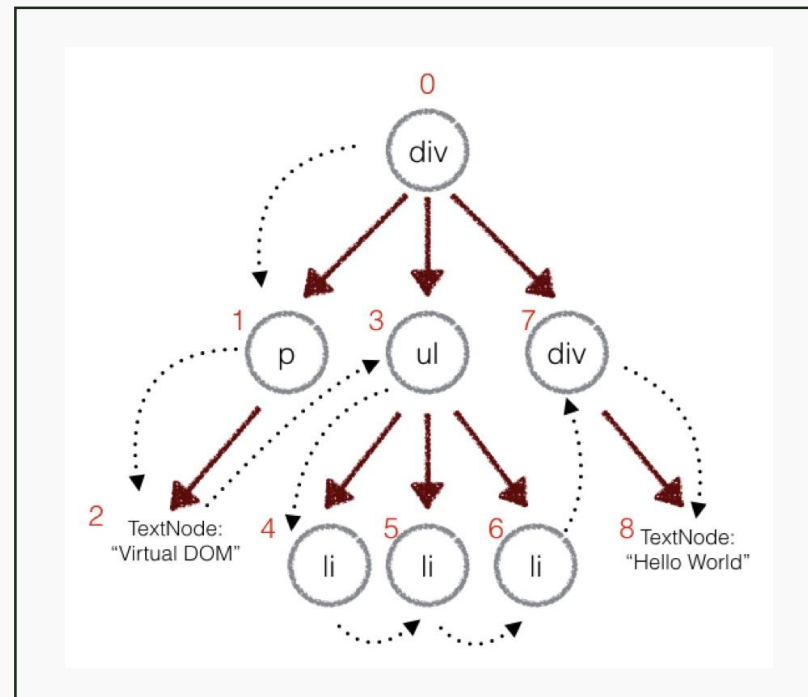 0
div
1
p
3
ul
7
div
2
TextNode:
“Virtual DOM”
4
li
5
li
6
li
8
TextNode:
“Hello World”